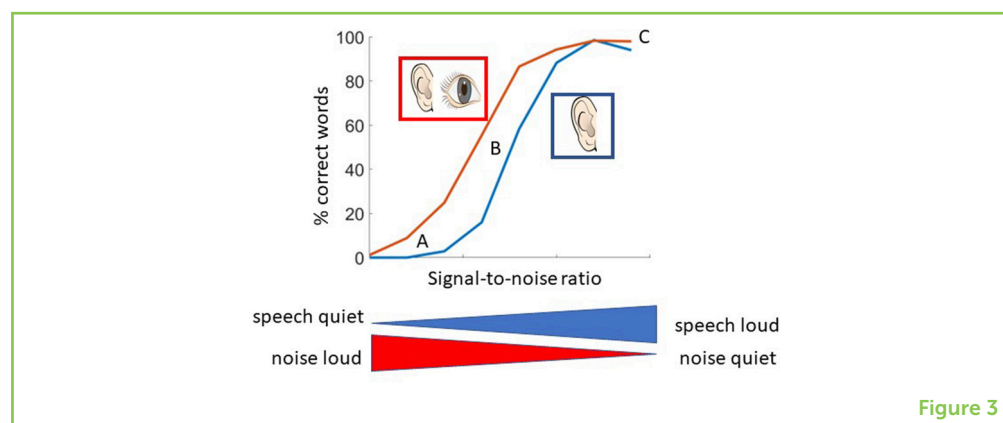 100
80
60
40
20
0
% correct words
A
B
C
Signal-to-noise ratio
speech quiet
speech loud
noise loud
noise quiet
Figure 3